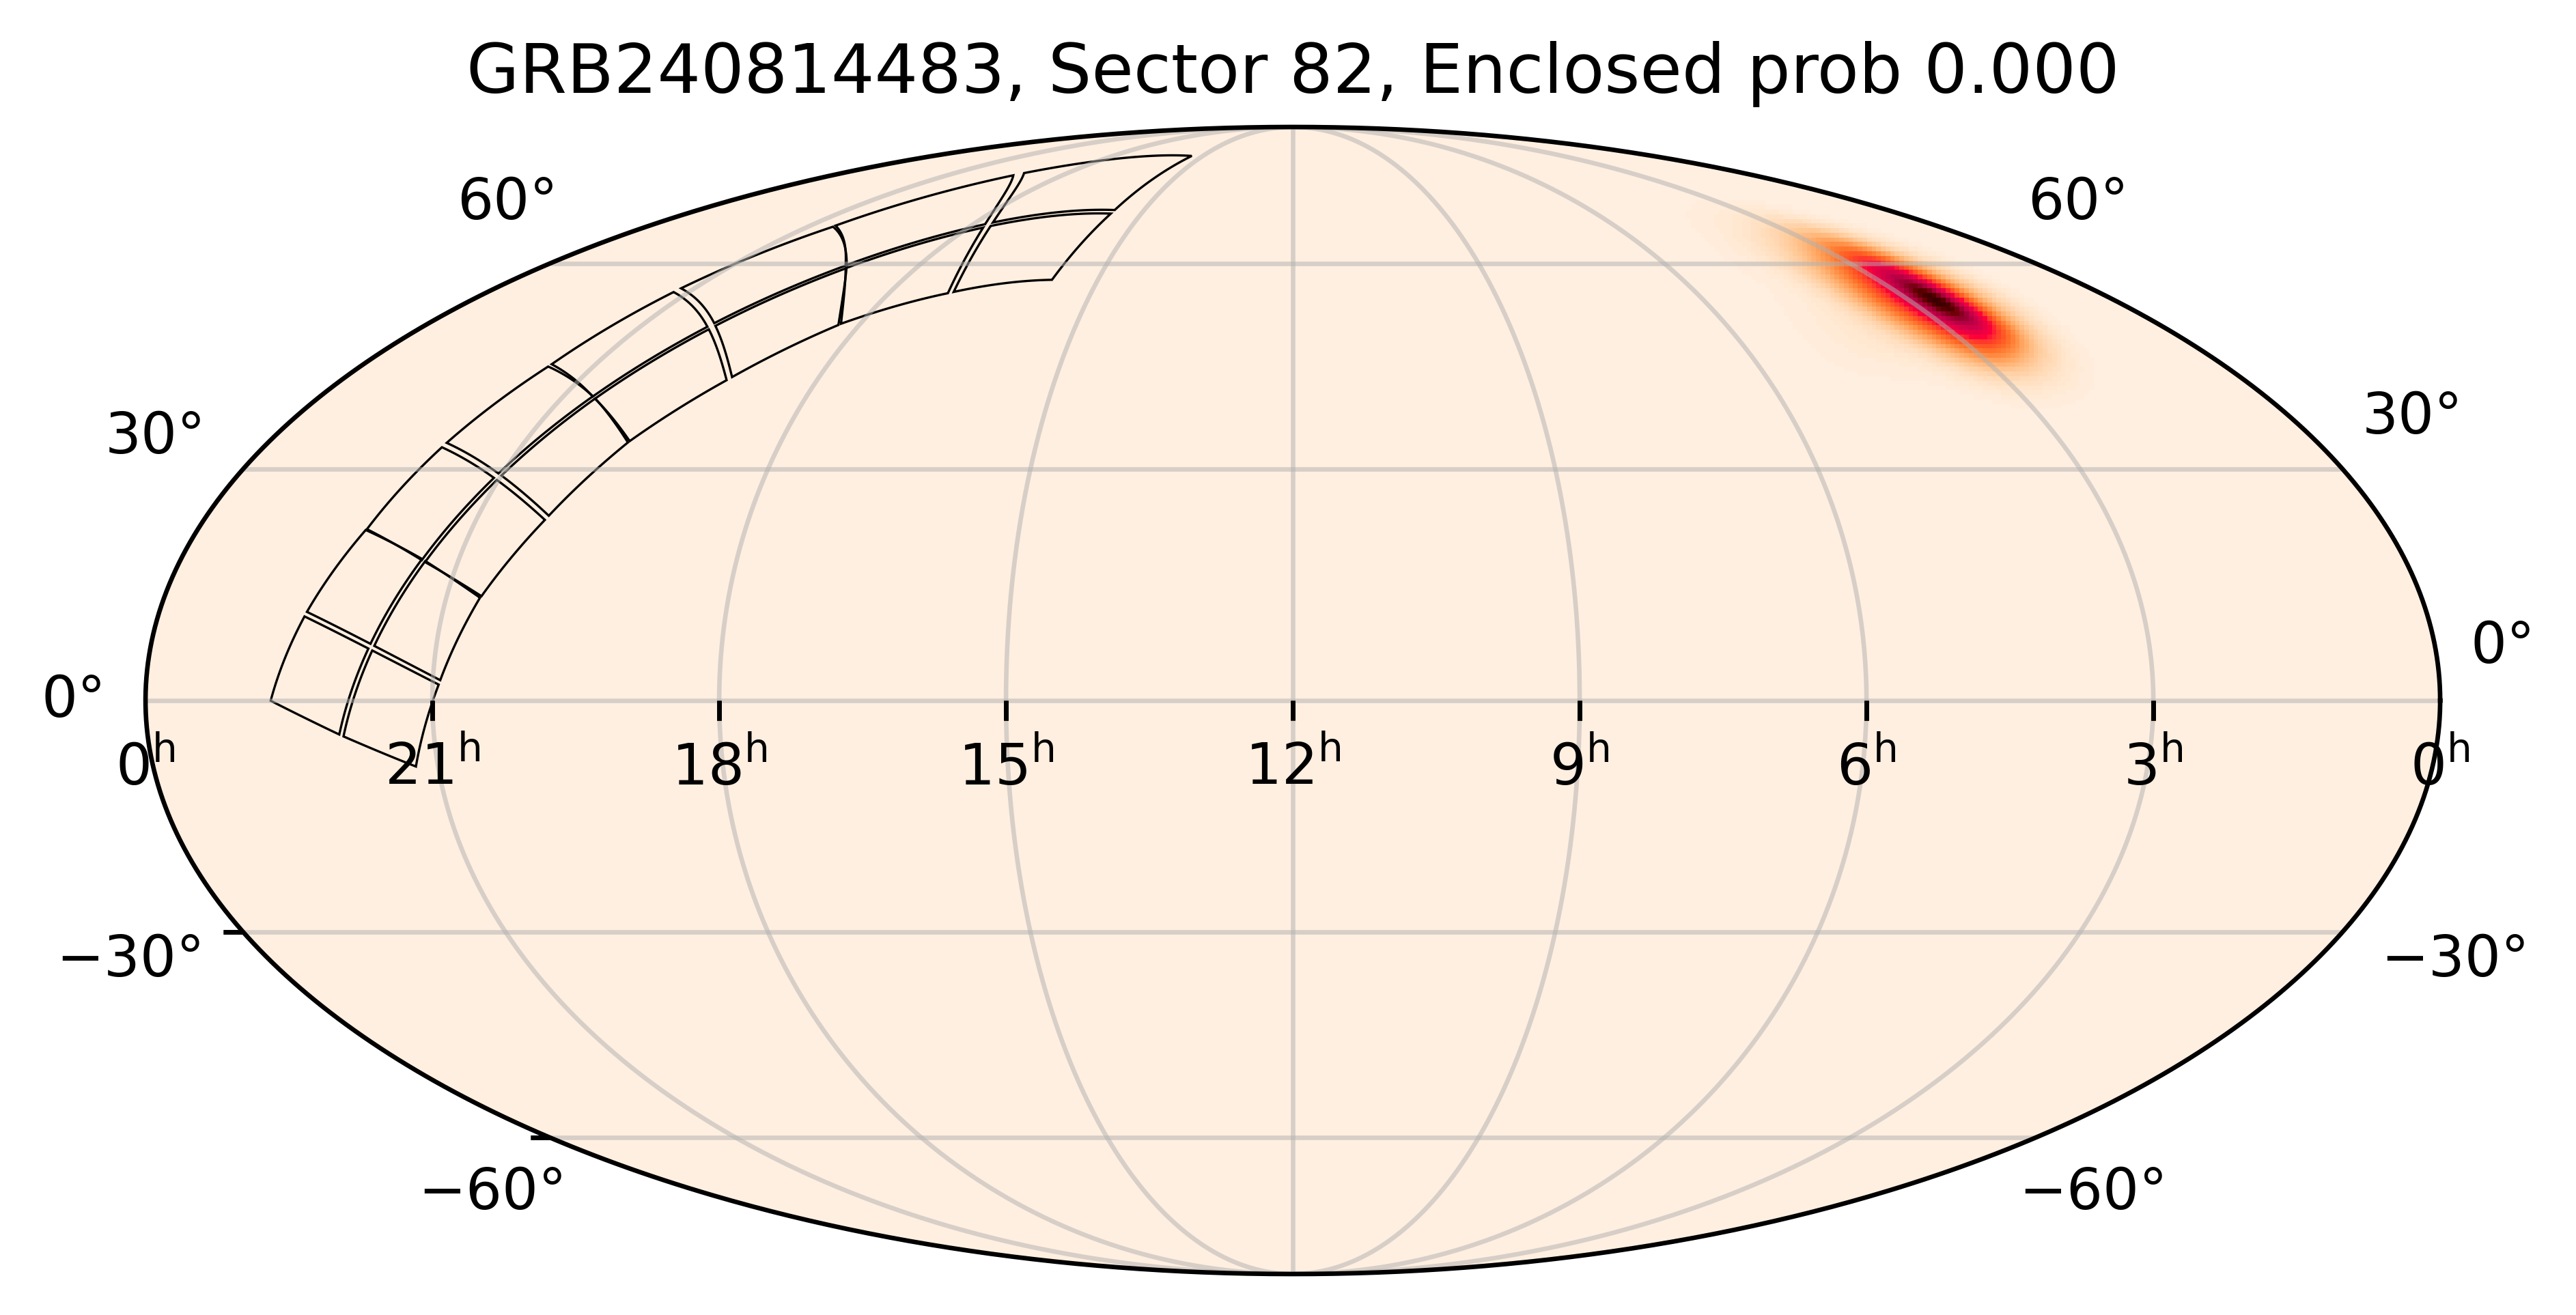 GRB240814483, Sector 82, Enclosed prob 0.000
60° 60°
30° 30°
0° 0°
0ʰ 21ʰ 18ʰ 15ʰ 12ʰ 9ʰ 6ʰ 3ʰ 0ʰ
−30° −30°
−60° −60°